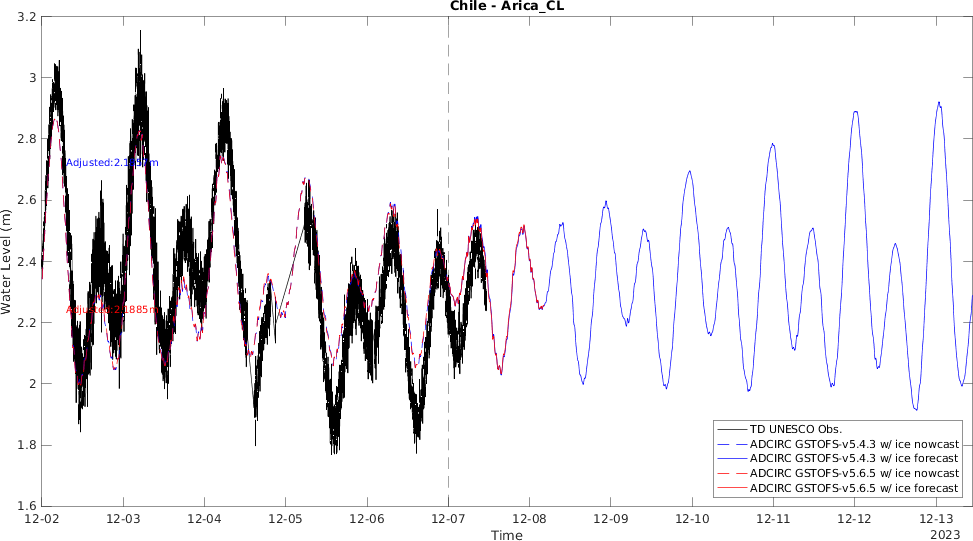 Chile - Arica_CL
Water Level (m)
3.2
3
2.8
2.6
2.4
2.2
2
1.8
1.6
Adjusted:2.1885m
TD UNESCO Obs.
ADCIRC GSTOFS-v5.4.3 w/ ice nowcast
ADCIRC GSTOFS-v5.4.3 w/ ice forecast
ADCIRC GSTOFS-v5.6.5 w/ ice nowcast
ADCIRC GSTOFS-v5.6.5 w/ ice forecast
12-02 12-03 12-04 12-05 12-06 12-07 12-08 12-09 12-10 12-11 12-12 12-13
Time
2023